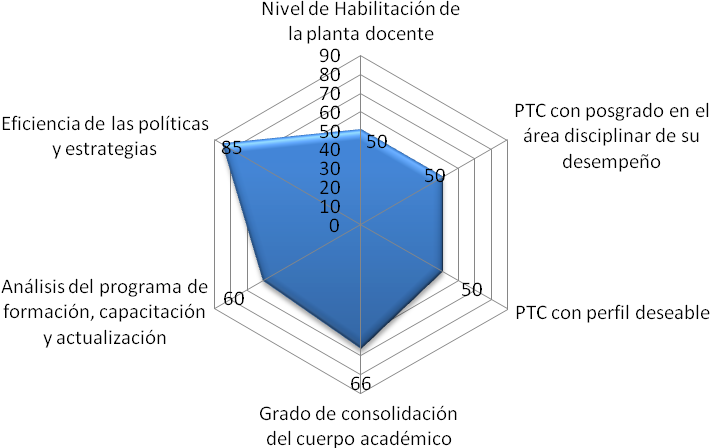 Nivel de Habilitación de
la planta docente
90
80
70
60
50
40
30
20
10
0
50
PTC con posgrado en el
área disciplinar de su
desempeño
50
PTC con perfil deseable
50
Grado de consolidación
del cuerpo académico
66
Análisis del programa de
formación, capacitación
y actualización
60
Eficiencia de las políticas
y estrategias
85